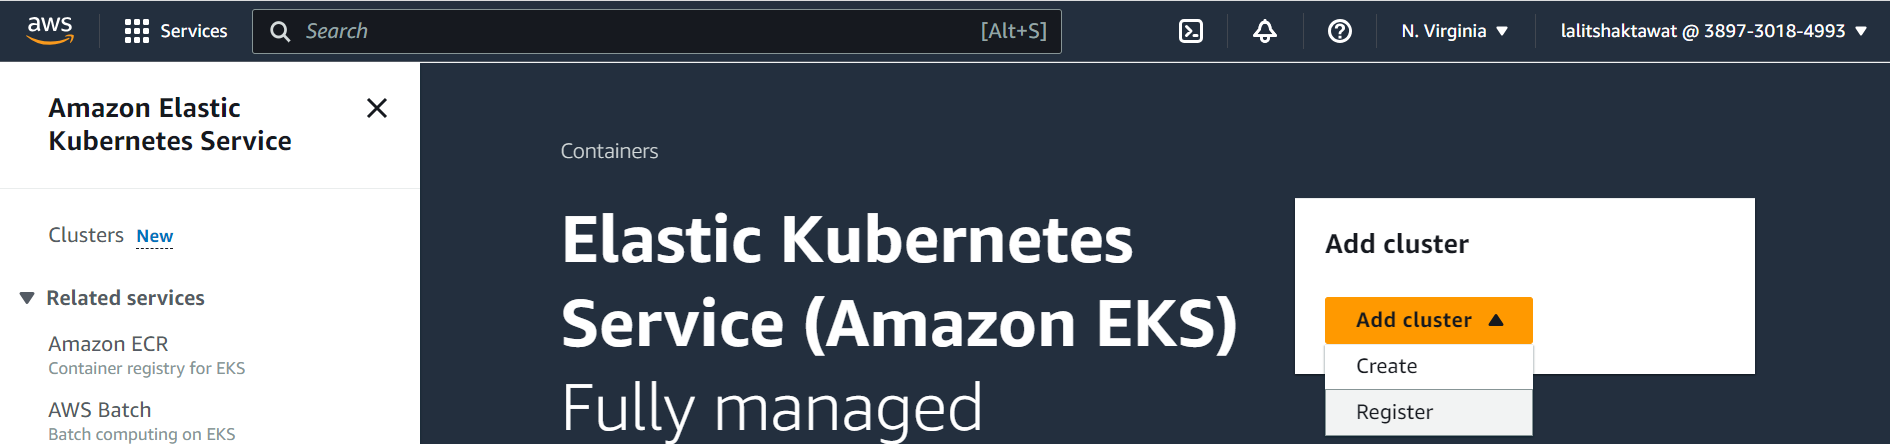 aws
Services
Search
[Alt+S]
N. Virginia
lalitshaktawat @ 3897-3018-4993
Amazon Elastic
Kubernetes Service
Clusters New
Related services
Amazon ECR
Container registry for EKS
AWS Batch
Batch computing on EKS
Containers
Elastic Kubernetes
Service (Amazon EKS)
Fully managed
Add cluster
Add cluster
Create
Register